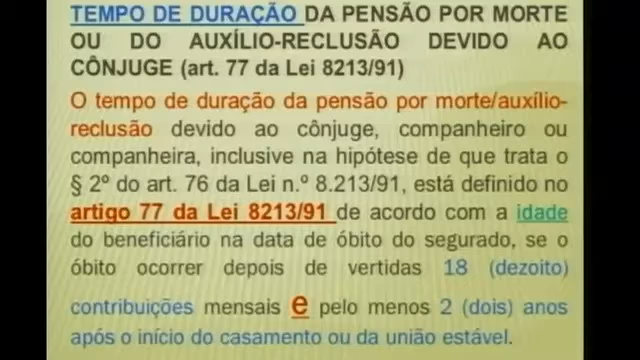 TEMPO DE DURAÇÃO DA PENSÃO POR MORTE
OU DO AUXÍLIO-RECLUSÃO DEVIDO AO
CÔNJUGE (art. 77 da Lei 8213/91)
O tempo de duração da pensão por morte/auxílio-
reclusão devido ao cônjuge, companheiro ou
companheira, inclusive na hipótese de que trata o
§ 2º do art. 76 da Lei n.º 8.213/91, está definido no
artigo 77 da Lei 8213/91 de acordo com a idade
do beneficiário na data de óbito do segurado, se o
óbito ocorrer depois de vertidas 18 (dezoito)
contribuições mensais e pelo menos 2 (dois) anos
após o início do casamento ou da união estável.